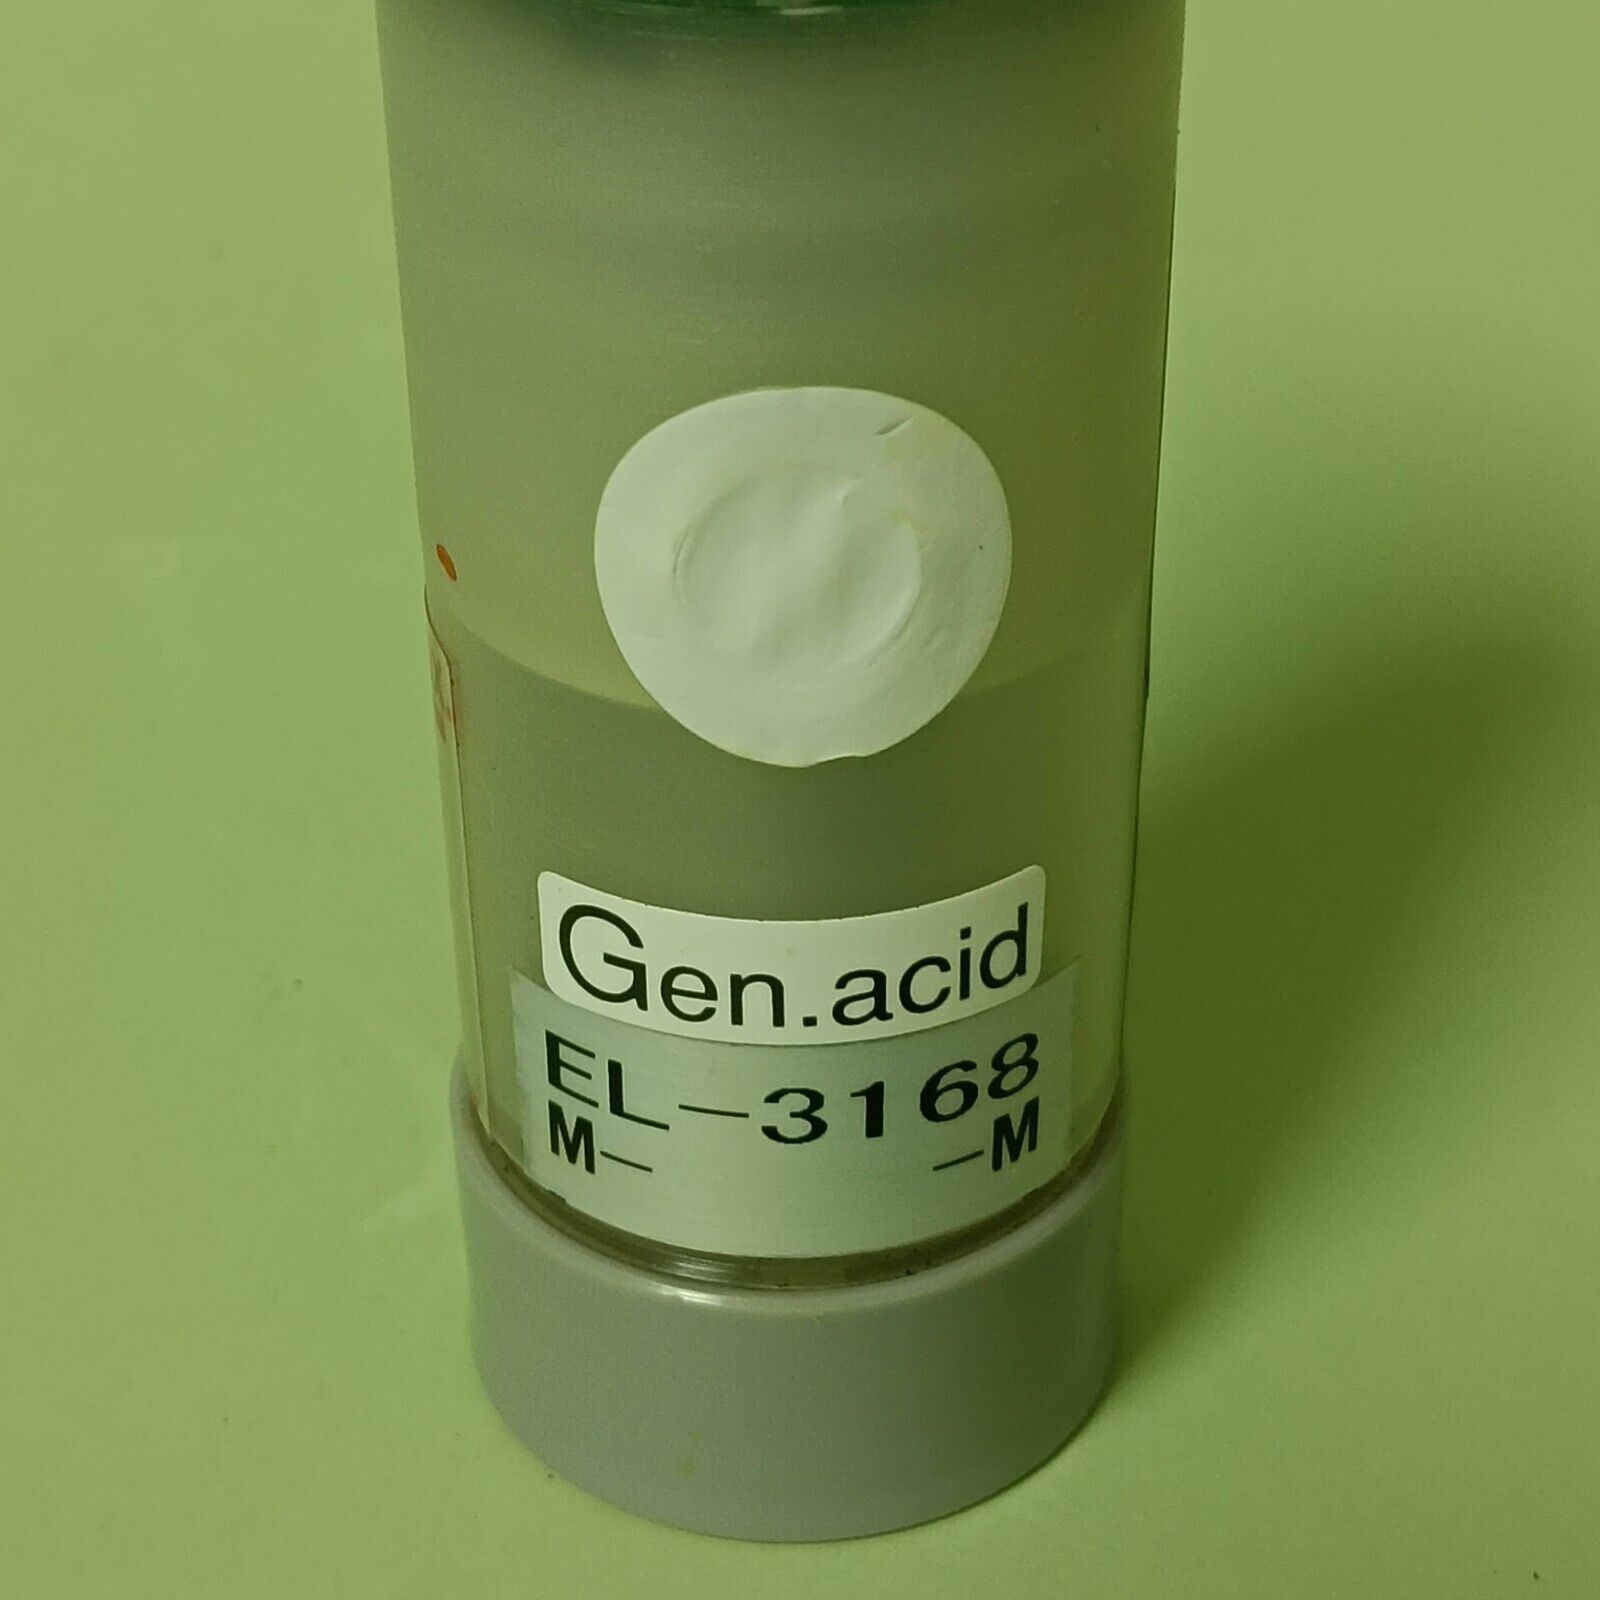 Gen.acid
EL-3168
M-     -M